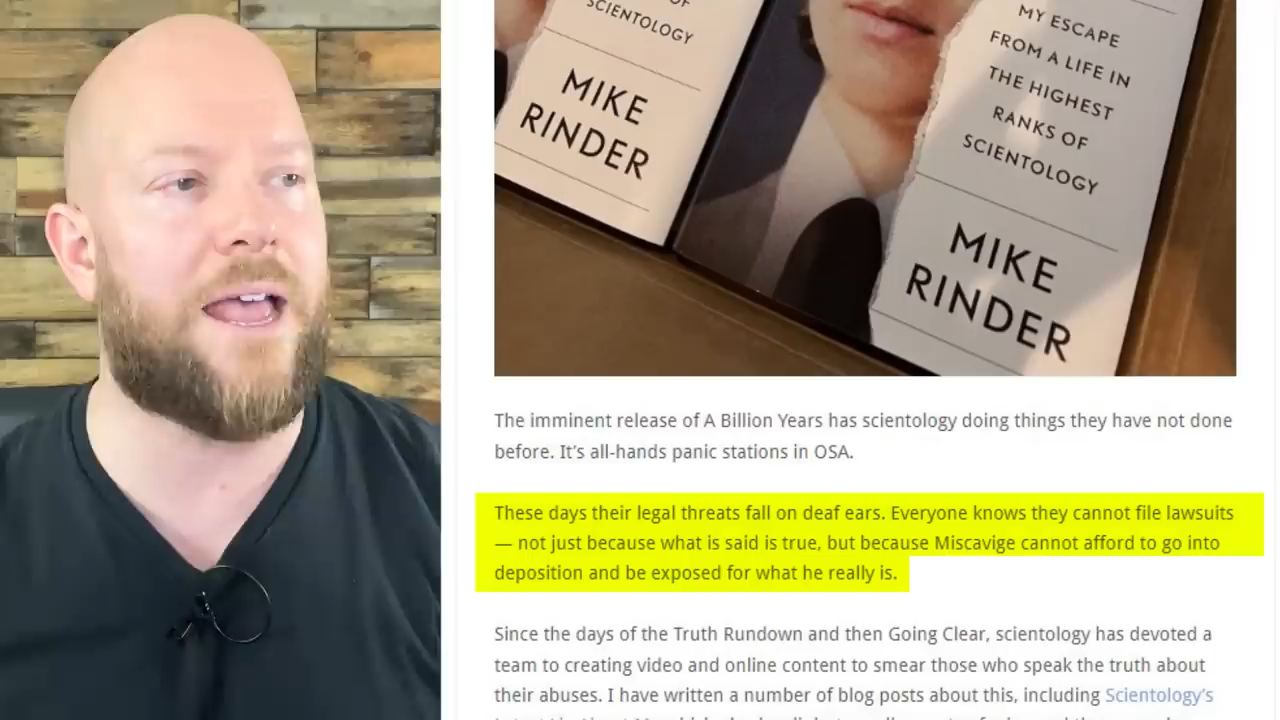 OF
SCIENTOLOGY
MIKE
RINDER
MY ESCAPE
FROM A LIFE IN
THE HIGHEST
RANKS OF
SCIENTOLOGY
MIKE
RINDER
The imminent release of A Billion Years has scientology doing things they have not done
before. It’s all-hands panic stations in OSA.
These days their legal threats fall on deaf ears. Everyone knows they cannot file lawsuits
— not just because what is said is true, but because Miscavige cannot afford to go into
deposition and be exposed for what he really is.
Since the days of the Truth Rundown and then Going Clear, scientology has devoted a
team to creating video and online content to smear those who speak the truth about
their abuses. I have written a number of blog posts about this, including Scientology’s